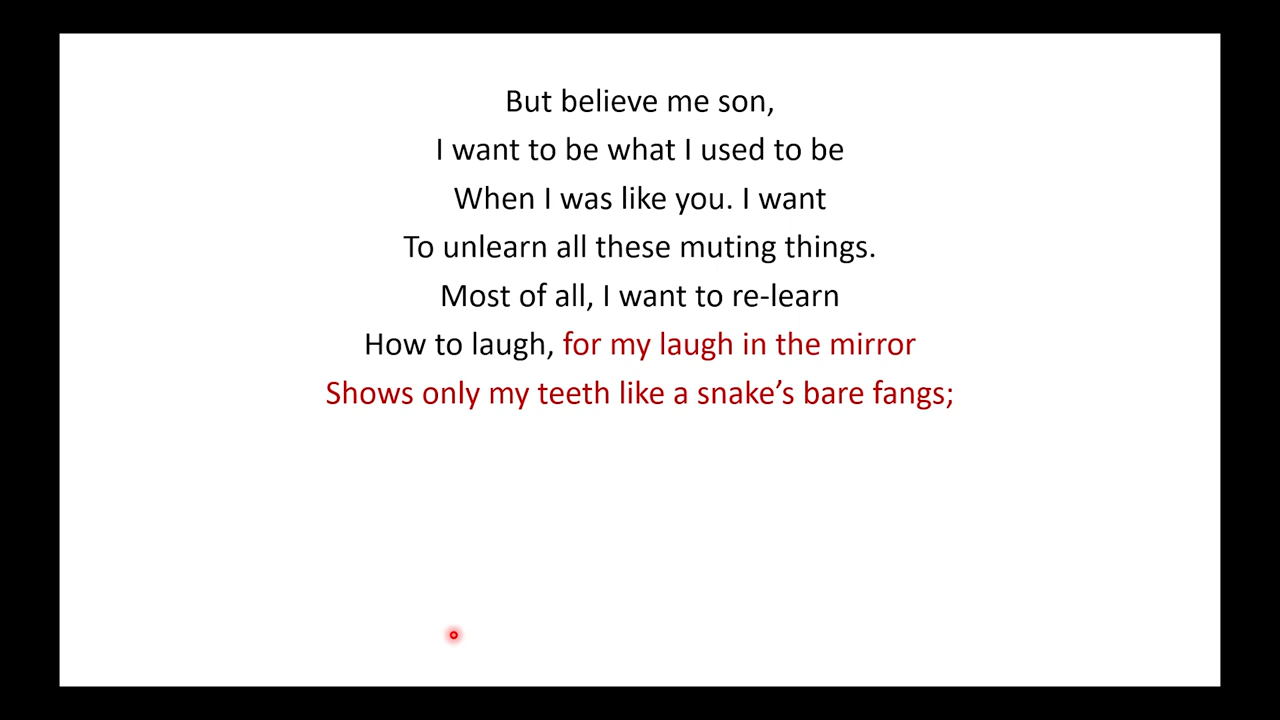 But believe me son,
I want to be what I used to be
When I was like you. I want
To unlearn all these muting things.
Most of all, I want to re-learn
How to laugh, for my laugh in the mirror
Shows only my teeth like a snake’s bare fangs;